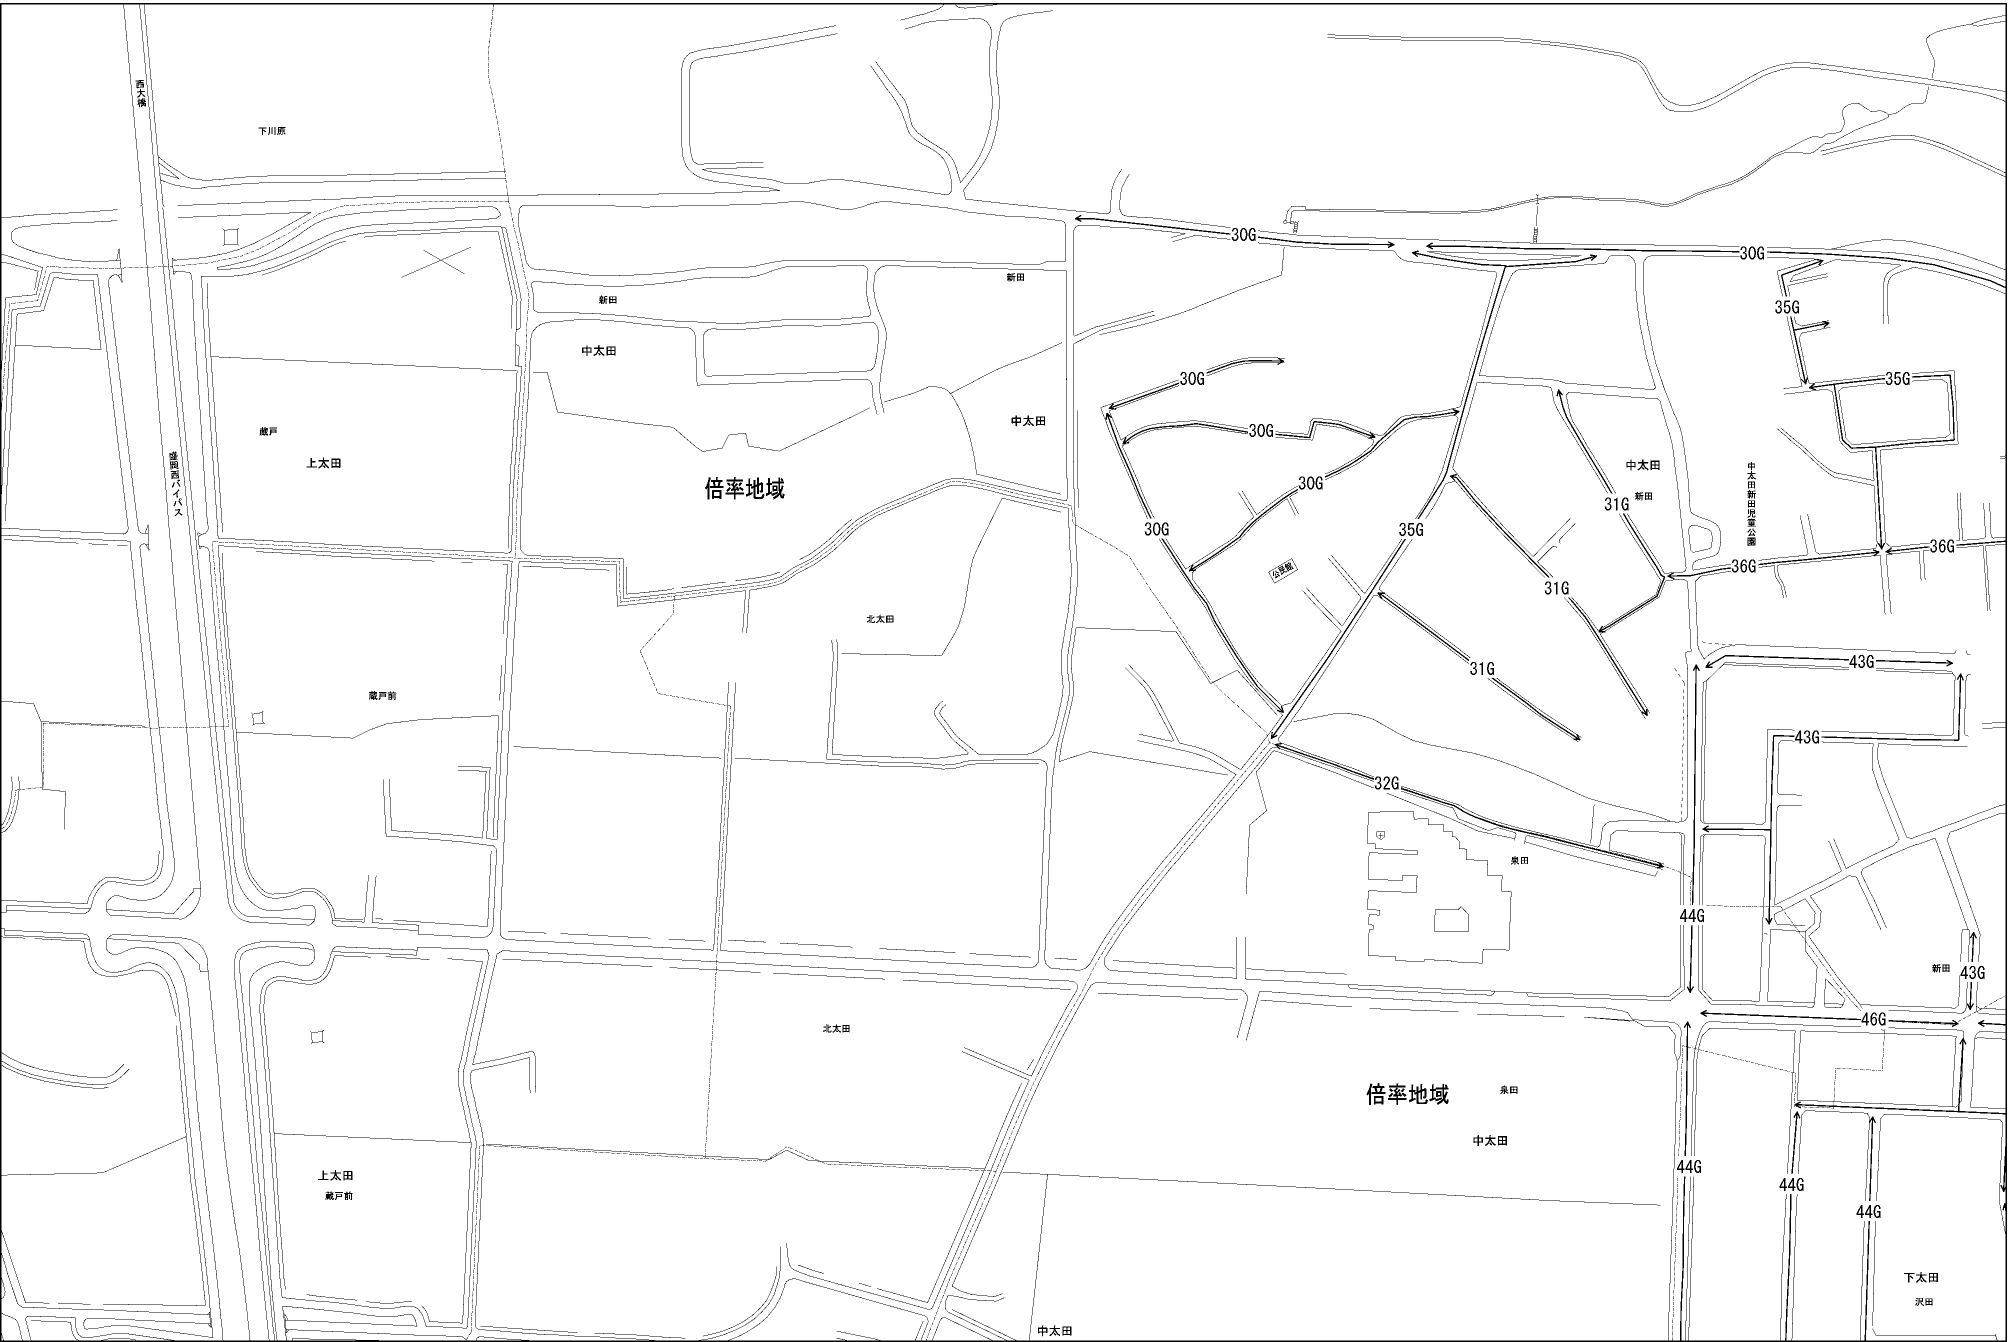 西大橋
下川原
30G
30G
新田
新田
35G
中太田
30G
35G
中太田
蔵戸
30G
上太田
盛岡西バイパス
倍率地域
30G
中太田
新田
中太田新田児童公園
31G
30G
35G
36G
36G
公民館
31G
北太田
43G
31G
蔵戸前
43G
32G
泉田
44G
新田
43G
46G
北太田
倍率地域
泉田
中太田
44G
上太田
蔵戸前
44G
44G
下太田
沢田
中太田